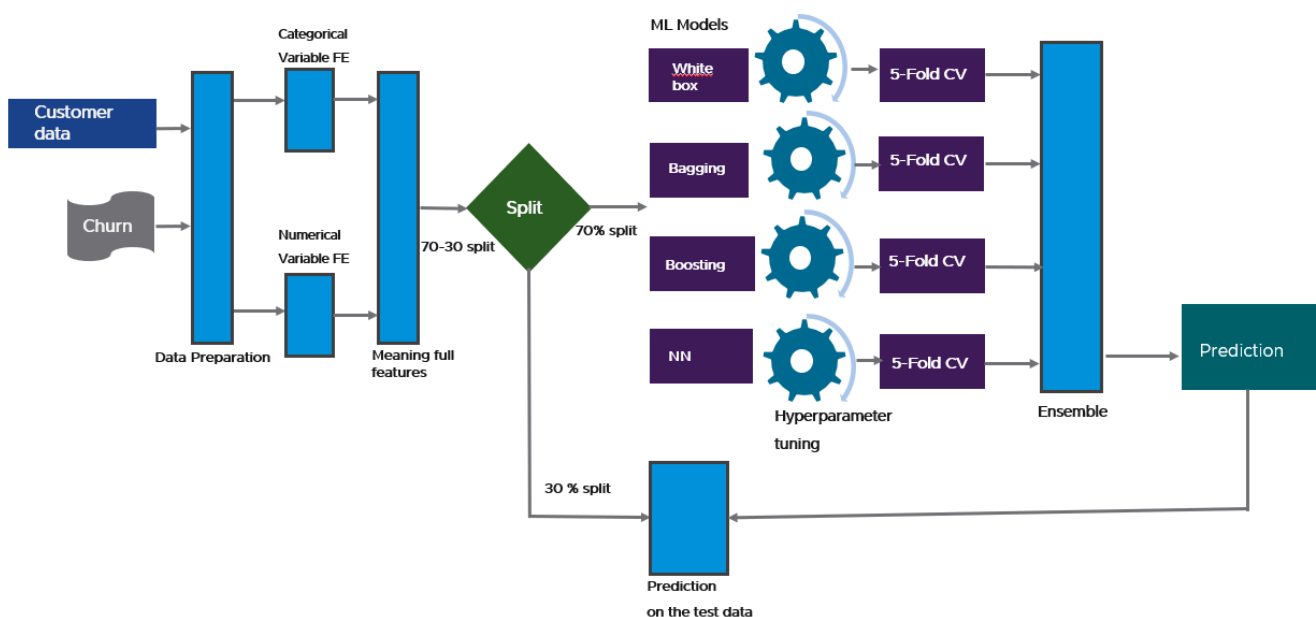 Customer
data
Churn
Data Preparation
Categorical
Variable FE
Numerical
Variable FE
Meaning full
features
70-30 split
Split
70% split
30 % split
ML Models
White
box
Bagging
Boosting
NN
Hyperparameter
tuning
5-Fold CV
5-Fold CV
5-Fold CV
5-Fold CV
Ensemble
Prediction
Prediction
on the test data